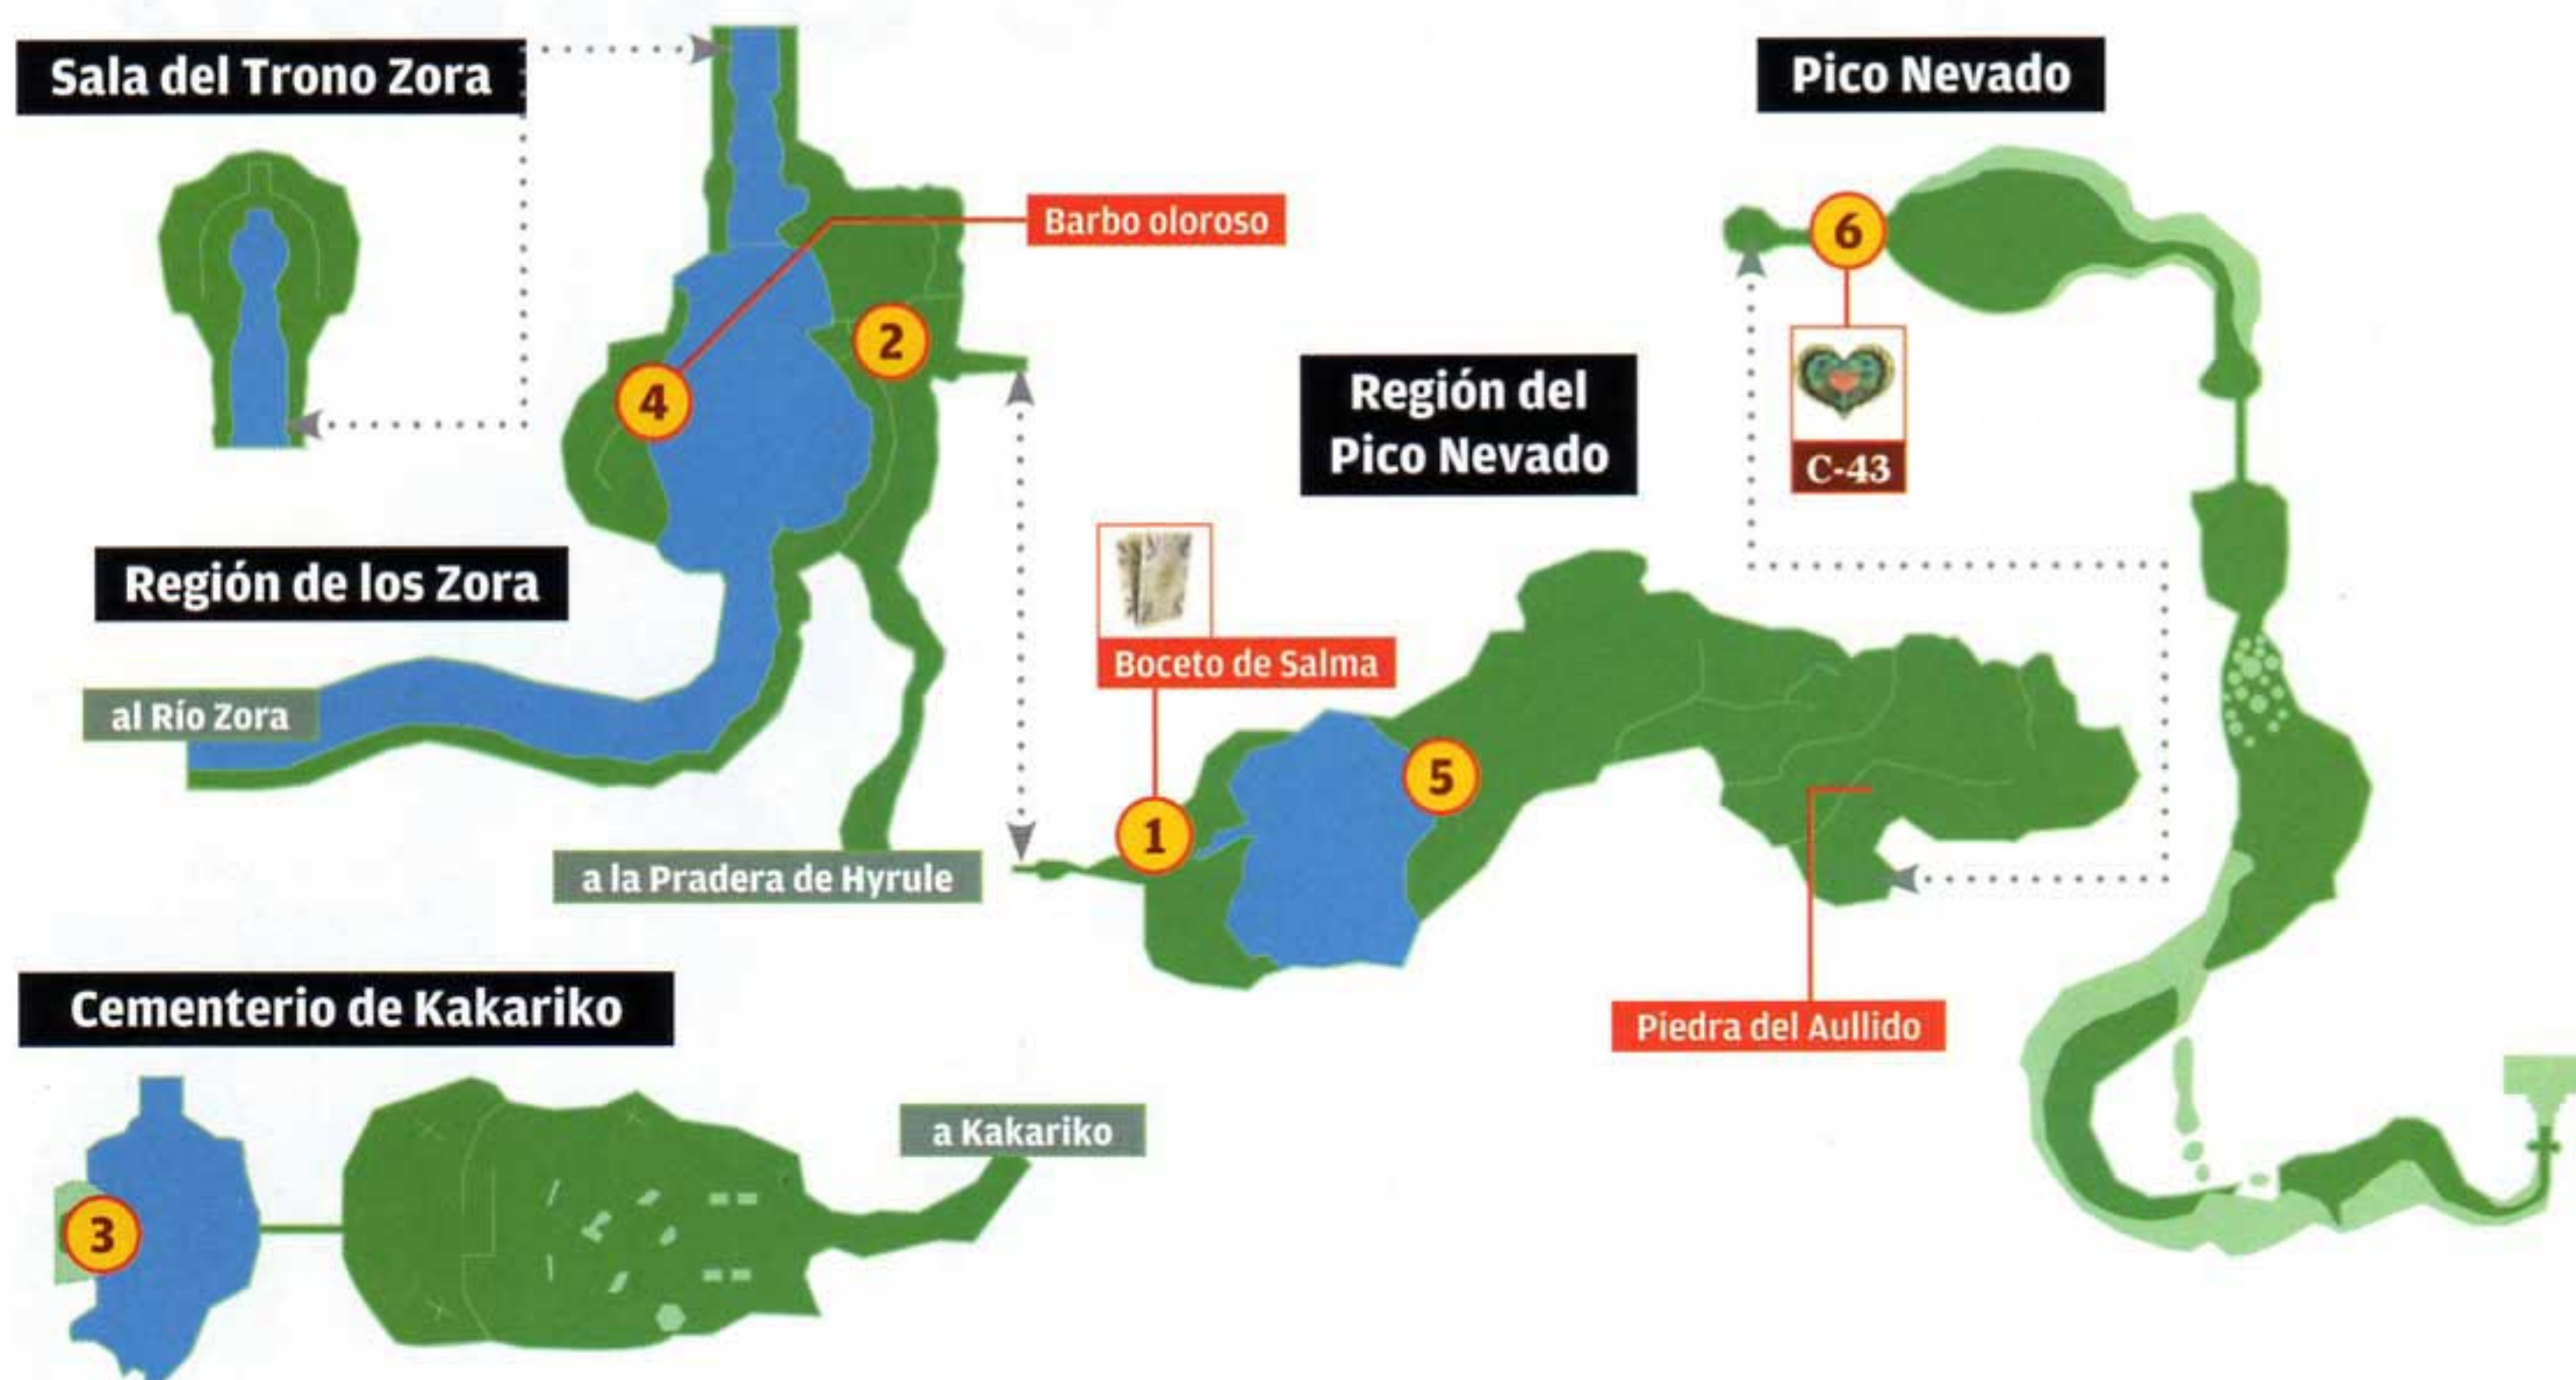 Sala del Trono Zora
Pico Nevado
Barbo oloroso
6
2
4
Región del
Pico Nevado
C-43
Región de los Zora
Boceto de Salma
al Río Zora
5
1
a la Pradera de Hyrule
Cementerio de Kakariko
Piedra del Aullido
a Kakariko
3